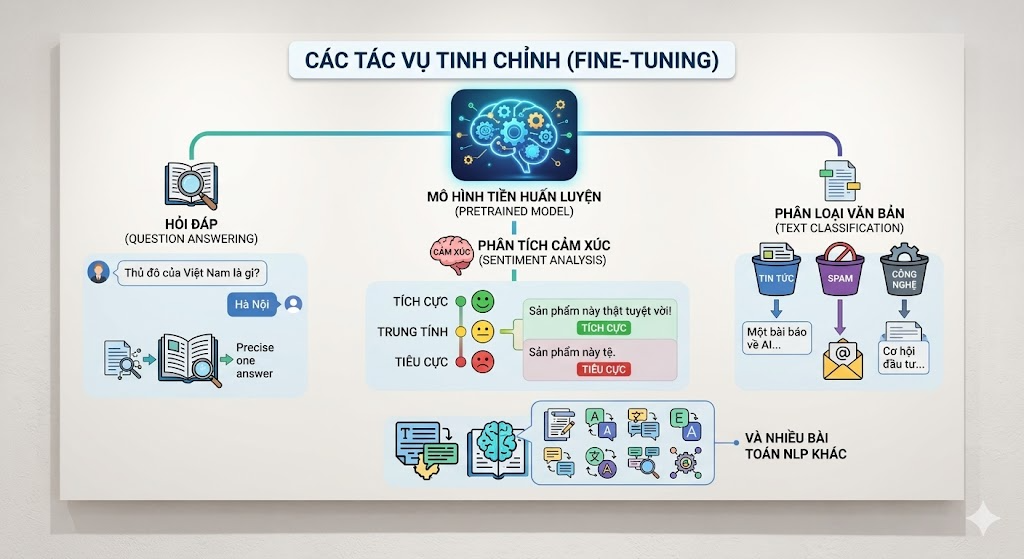 CÁC TÁC VỤ TINH CHỈNH (FINE-TUNING)
MÔ HÌNH TIỀN HUẤN LUYỆN
(PRETRAINED MODEL)
HỎI ĐÁP
(QUESTION ANSWERING)
Thủ đô của Việt Nam là gì?
Hà Nội
Precise
one
answer
CẢM XÚC
PHÂN TÍCH CẢM XÚC
(SENTIMENT ANALYSIS)
TÍCH CỰC
TRUNG TÍNH
TIÊU CỰC
Sản phẩm này thật tuyệt vời!
TÍCH CỰC
Sản phẩm này tệ.
TIÊU CỰC
PHÂN LOẠI VĂN BẢN
(TEXT CLASSIFICATION)
TIN TỨC
SPAM
CÔNG
NGHỆ
Một bài báo
về AI...
@
Cơ hội
đầu tư...
T
A
A
文
E
A
文
A
VÀ NHIỀU BÀI
TOÁN NLP KHÁC